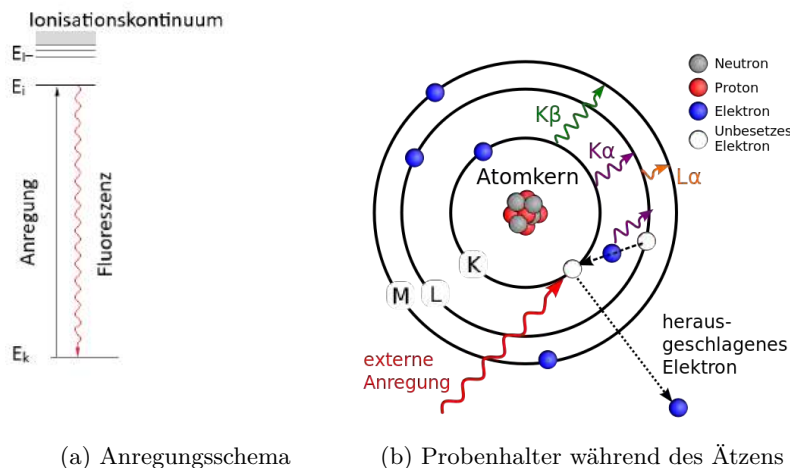 Ionisationskontinuum
E_I
E_i
Anregung
Fluoreszenz
E_k
Neutron
Proton
Elektron
Unbesetzes
Elektron
Kβ
Kα
Lα
Atomkern
K
L
M
externe
Anregung
heraus-
geschlagenes
Elektron
(a) Anregungsschema
(b) Probenhalter während des Ätzens